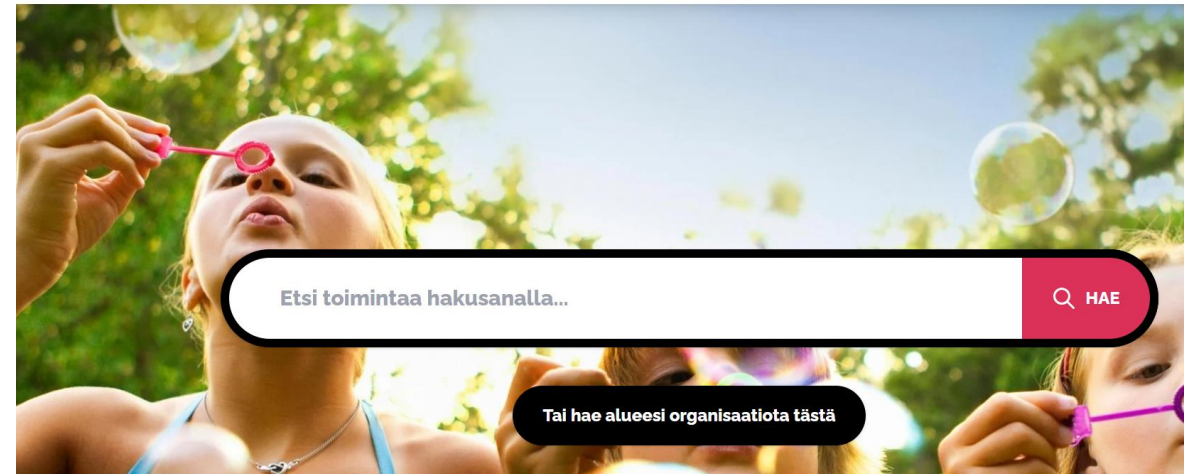 Etsi toimintaa hakusanalla...
HAE
Tai hae alueesi organisaatiota tästä